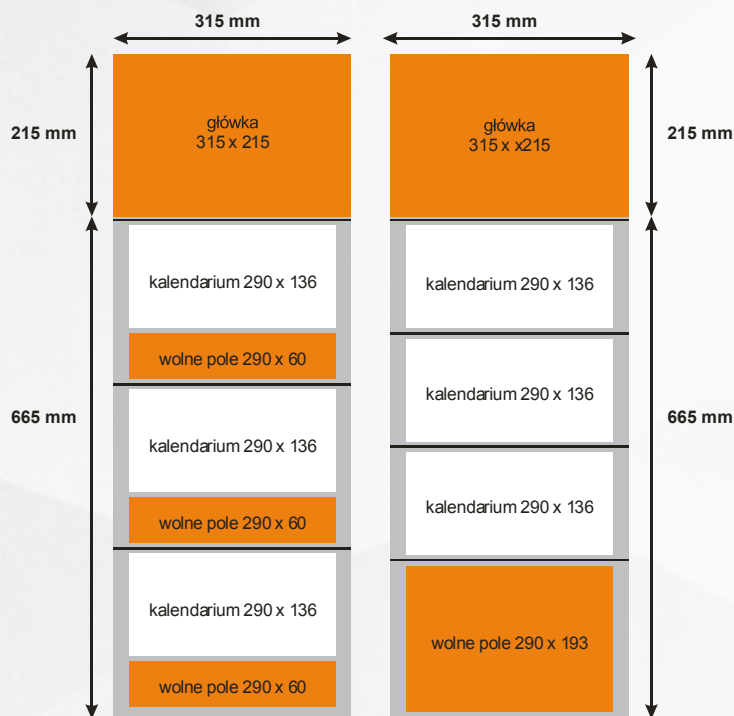 315 mm
315 mm
215 mm
główka
315 x 215
główka
315 x x215
215 mm
kalendarium 290 x 136
kalendarium 290 x 136
wolne pole 290 x 60
kalendarium 290 x 136
665 mm
665 mm
kalendarium 290 x 136
kalendarium 290 x 136
wolne pole 290 x 60
kalendarium 290 x 136
wolne pole 290 x 193
wolne pole 290 x 60